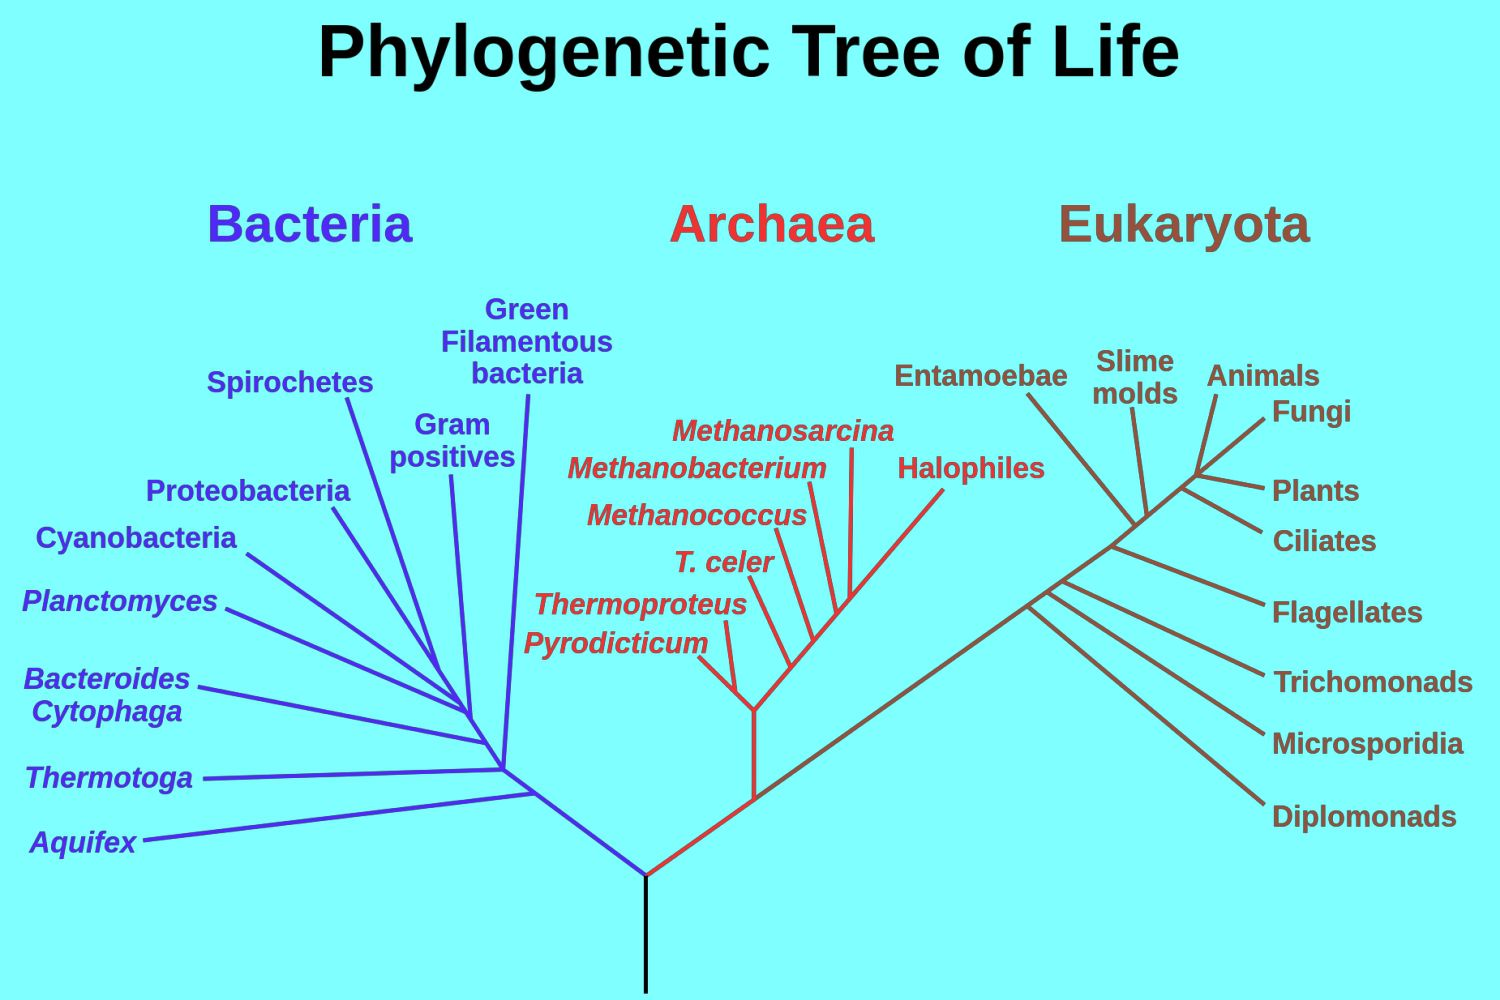 Phylogenetic Tree of Life
Bacteria
Archaea
Eukaryota
Green
Filamentous
bacteria
Spirochetes
Gram
positives
Proteobacteria
Cyanobacteria
Planctomyces
Bacteroides
Cytophaga
Thermotoga
Aquifex
Methanosarcina
Methanobacterium
Halophiles
Methanococcus
T. celer
Thermoproteus
Pyrodicticum
Entamoebae
Slime
molds
Animals
Fungi
Plants
Ciliates
Flagellates
Trichomonads
Microsporidia
Diplomonads